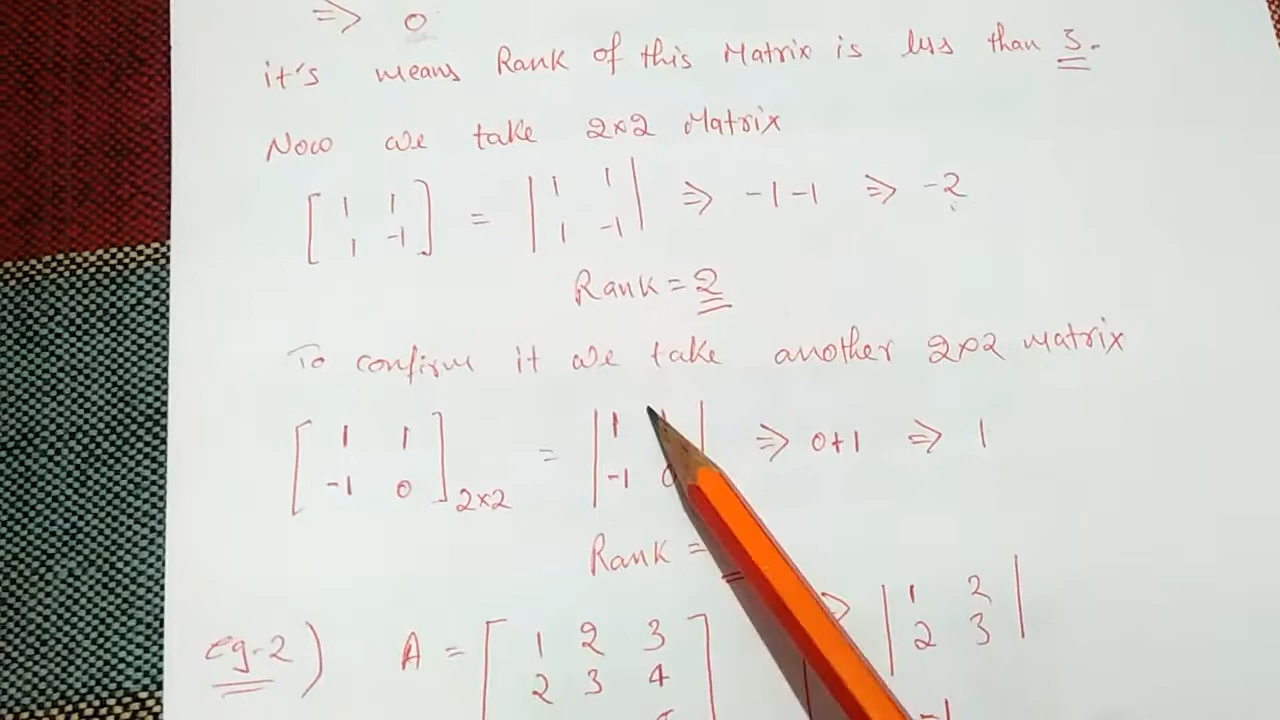 ⇒ 0
it's means Rank of this Matrix is less than 3.
Now we take 2×2 Matrix
[1 1
1 -1] = |1 1
1 -1| ⇒ -1-1 ⇒ -2
Rank = 2
To confirm it we take another 2×2 matrix
[1 1
-1 0]2×2 = |1
-1 0| ⇒ 0+1 ⇒ 1
Rank =
eg-2) A = [1 2 3
2 3 4
|1 2
2 3|
-1